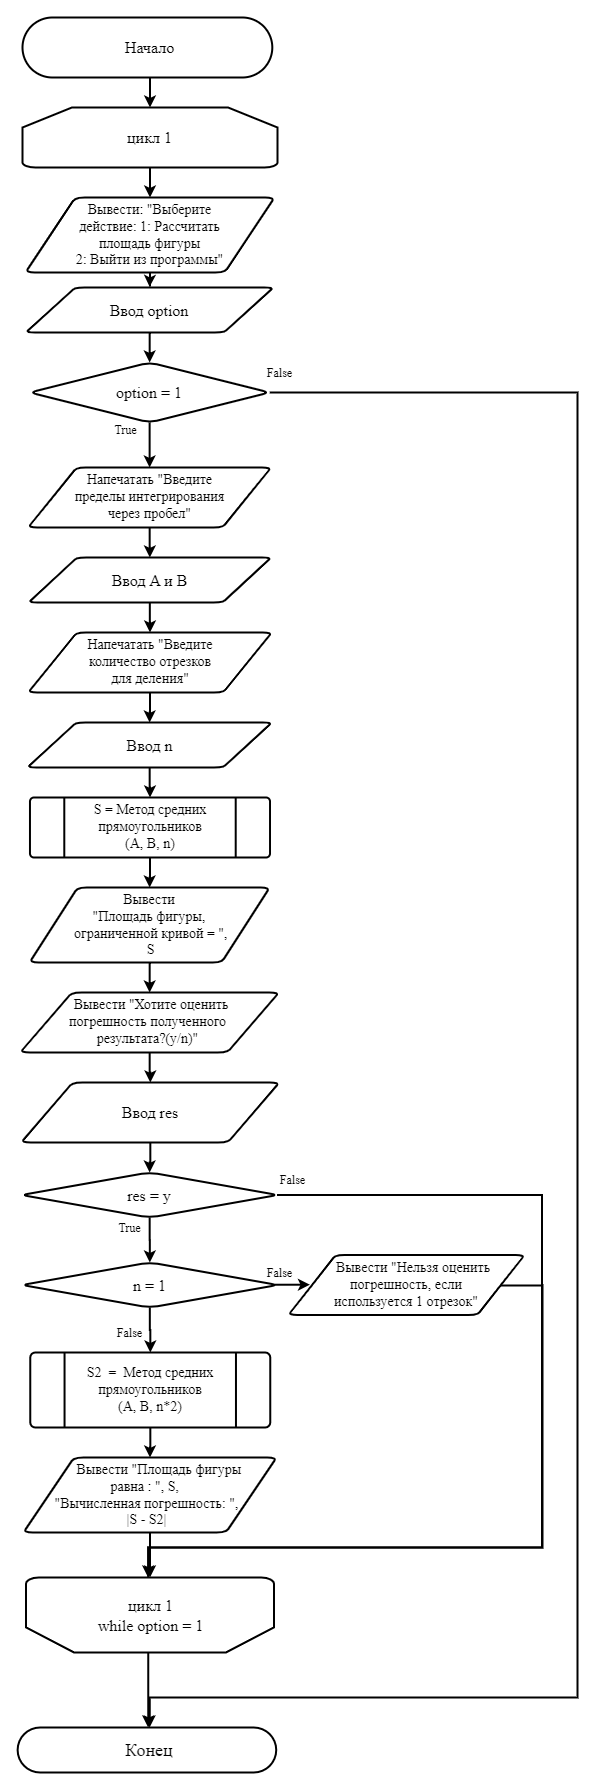 Начало
цикл 1
Вывести: "Выберите
действие: 1: Рассчитать
площадь фигуры
2: Выйти из программы"
Ввод option
option = 1
False
True
Напечатать "Введите
пределы интегрирования
через пробел"
Ввод A и B
Напечатать "Введите
количество отрезков
для деления"
Ввод n
S = Метод средних
прямоугольников
(A, B, n)
Вывести
"Площадь фигуры,
ограниченной кривой = ",
S
Вывести "Хотите оценить
погрешность полученного
результата?(y/n)"
Ввод res
res = y
False
True
n = 1
False
Вывести "Нельзя оценить
погрешность, если
используется 1 отрезок"
False
S2 = Метод средних
прямоугольников
(A, B, n*2)
Вывести "Площадь фигуры
равна : ", S,
"Вычисленная погрешность: ",
|S - S2|
цикл 1
while option = 1
Конец